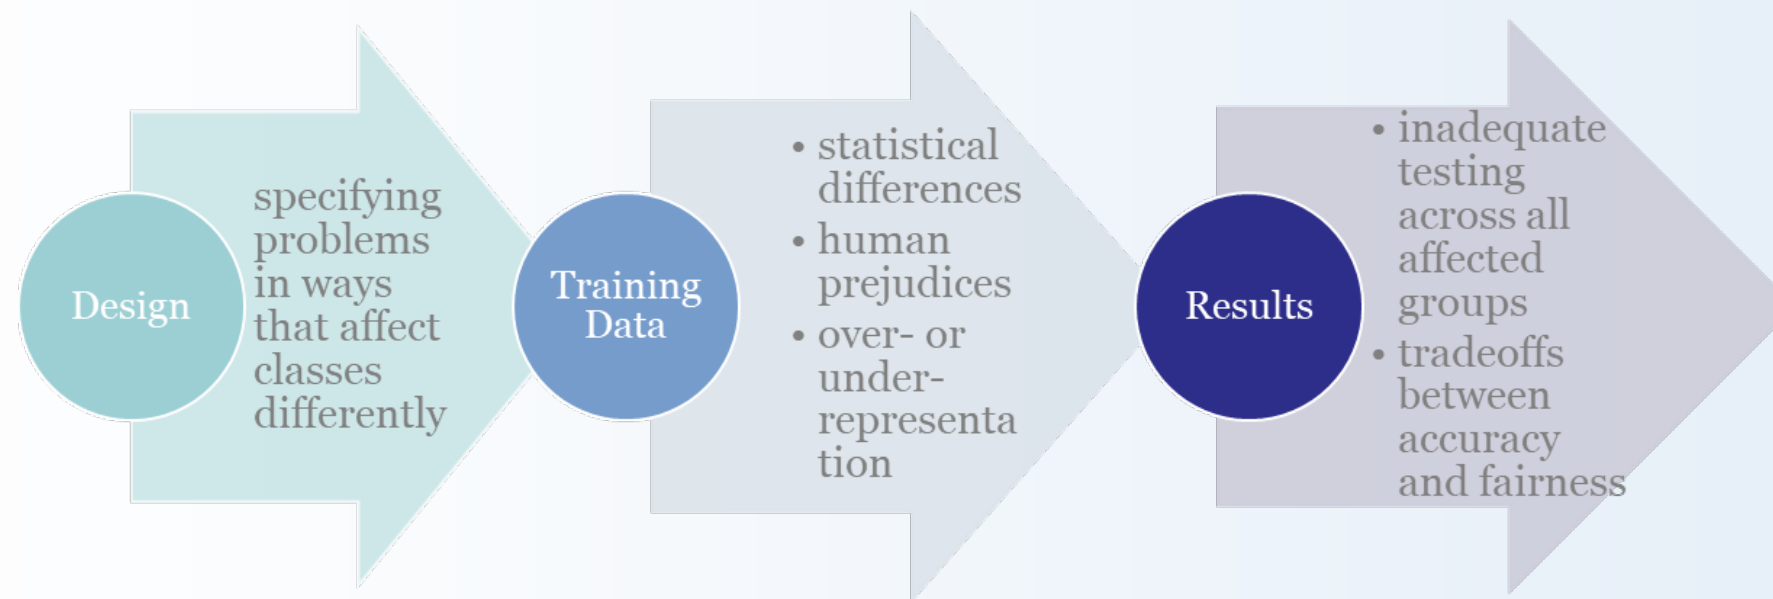 Design
specifying
problems
in ways
that affect
classes
differently
Training
Data
• statistical
differences
• human
prejudices
• over- or
under-
representa
tion
Results
• inadequate
testing
across all
affected
groups
• tradeoffs
between
accuracy
and fairness